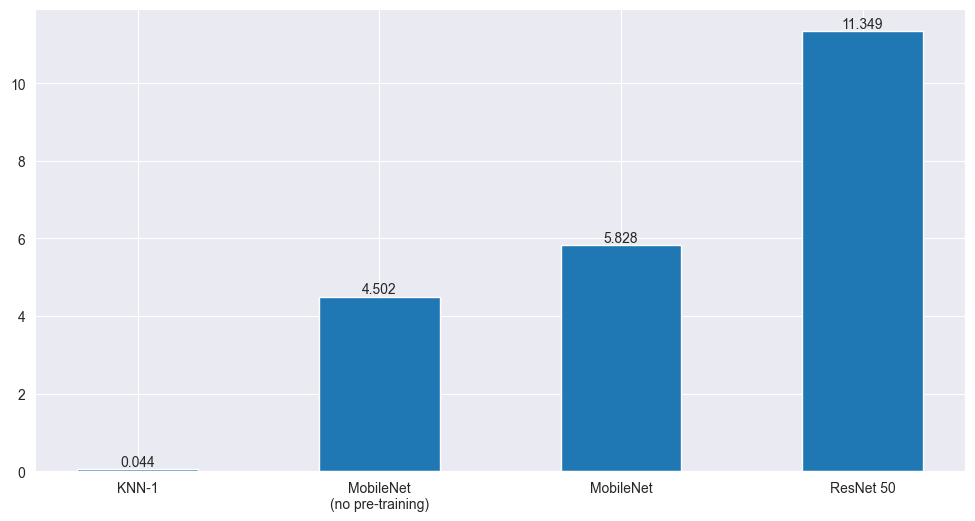 11.349
10
8
6
5.828
4.502
4
2
0.044
0
KNN-1
MobileNet
(no pre-training)
MobileNet
ResNet 50